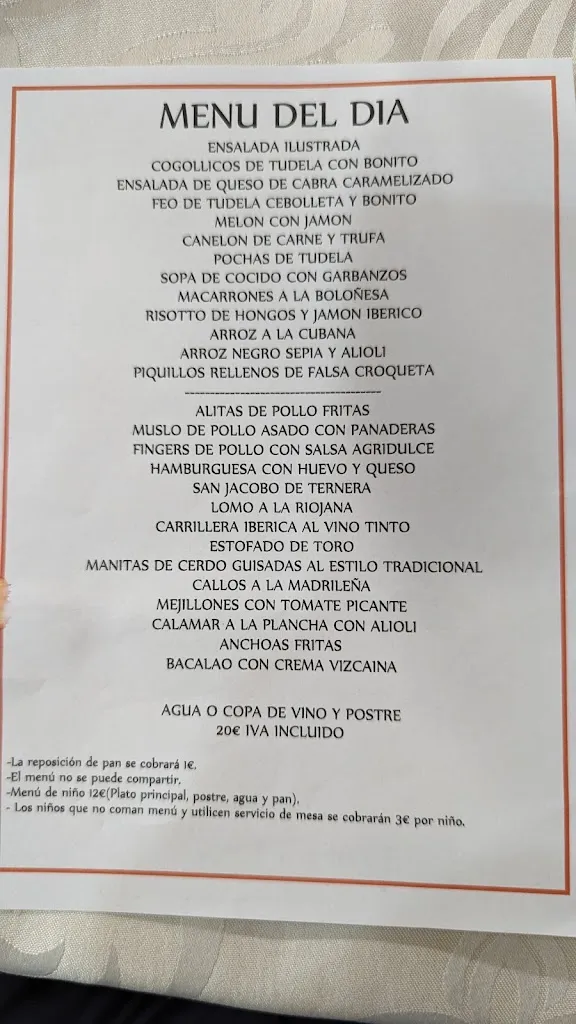 MENU DEL DIA
ENSALADA ILUSTRADA
COGOLLICOS DE TUDELA CON BONITO
ENSALADA DE QUESO DE CABRA CARAMELIZADO
FEO DE TUDELA CEBOLLETA Y BONITO
MELON CON JAMON
CANELON DE CARNE Y TRUFA
POCHAS DE TUDELA
SOPA DE COCIDO CON GARBANZOS
MACARRONES A LA BOLOÑESA
RISOTTO DE HONGOS Y JAMON IBERICO
ARROZ A LA CUBANA
ARROZ NEGRO SEPIA Y ALIOLI
PIQUILLOS RELLENOS DE FALSA CROQUETA
----------------------------------------
ALITAS DE POLLO FRITAS
MUSLO DE POLLO ASADO CON PANADERAS
FINGERS DE POLLO CON SALSA AGRIDULCE
HAMBURGUESA CON HUEVO Y QUESO
SAN JACOBO DE TERNERA
LOMO A LA RIOJANA
CARRILLERA IBERICA AL VINO TINTO
ESTOFADO DE TORO
MANITAS DE CERDO GUISADAS AL ESTILO TRADICIONAL
CALLOS A LA MADRILEÑA
MEJILLONES CON TOMATE PICANTE
CALAMAR A LA PLANCHA CON ALIOLI
ANCHOAS FRITAS
BACALAO CON CREMA VIZCAINA
AGUA O COPA DE VINO Y POSTRE
20€ IVA INCLUIDO
-La reposición de pan se cobrará 1€.
-El menú no se puede compartir.
-Menú de niño 12€(Plato principal, postre, agua y pan).
- Los niños que no coman menú y utilicen servicio de mesa se cobrarán 3€ por niño.